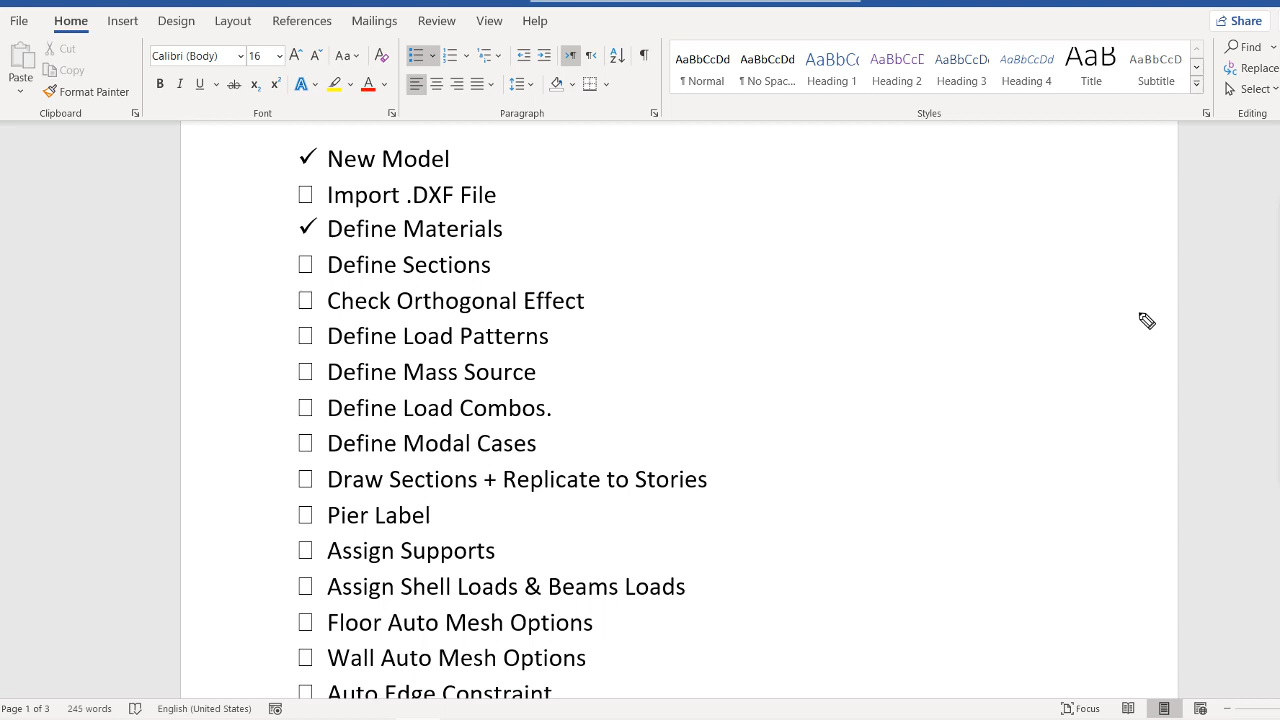 File Home Insert Design Layout References Mailings Review View Help Share
Paste
Cut
Copy
Format Painter
Clipboard
Calibri (Body) 16
Font
Paragraph
AaBbCcDd AaBbCcDd AaBbCc AaBbCcD AaBbCcDd AaBbCcDd AaB AaBbCcD
¶ Normal ¶ No Spac... Heading 1 Heading 2 Heading 3 Heading 4 Title Subtitle
Styles
Find
Replace
Select
Editing
✓ New Model
☐ Import .DXF File
✓ Define Materials
☐ Define Sections
☐ Check Orthogonal Effect
☐ Define Load Patterns
☐ Define Mass Source
☐ Define Load Combos.
☐ Define Modal Cases
☐ Draw Sections + Replicate to Stories
☐ Pier Label
☐ Assign Supports
☐ Assign Shell Loads & Beams Loads
☐ Floor Auto Mesh Options
☐ Wall Auto Mesh Options
☐ Auto Edge Constraint
Page 1 of 3 245 words English (United States) Focus